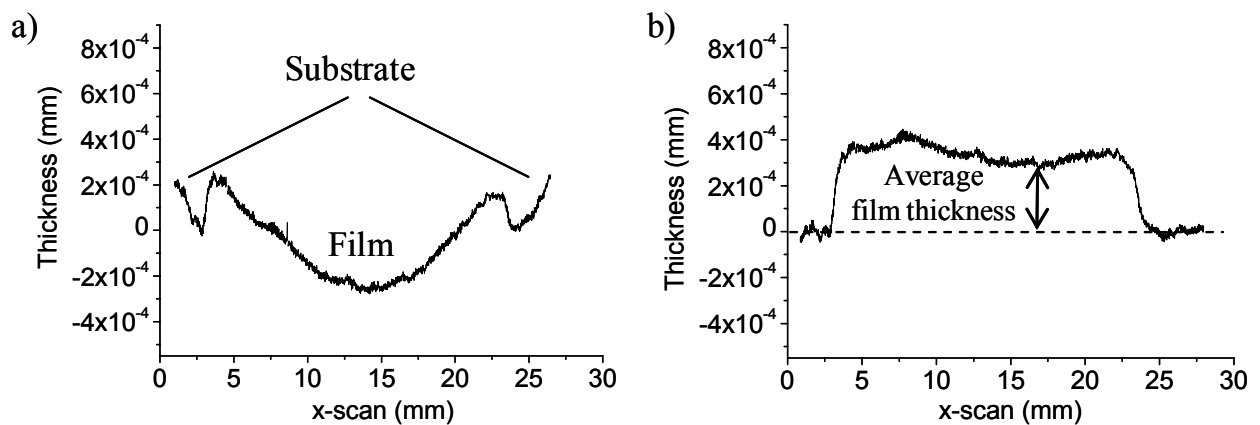 a)
Thickness (mm)
8x10⁻⁴
6x10⁻⁴
4x10⁻⁴
2x10⁻⁴
0
-2x10⁻⁴
-4x10⁻⁴
Substrate
Film
0 5 10 15 20 25 30
x-scan (mm)
b)
Thickness (mm)
8x10⁻⁴
6x10⁻⁴
4x10⁻⁴
2x10⁻⁴
0
-2x10⁻⁴
-4x10⁻⁴
Average
film thickness
0 5 10 15 20 25 30
x-scan (mm)